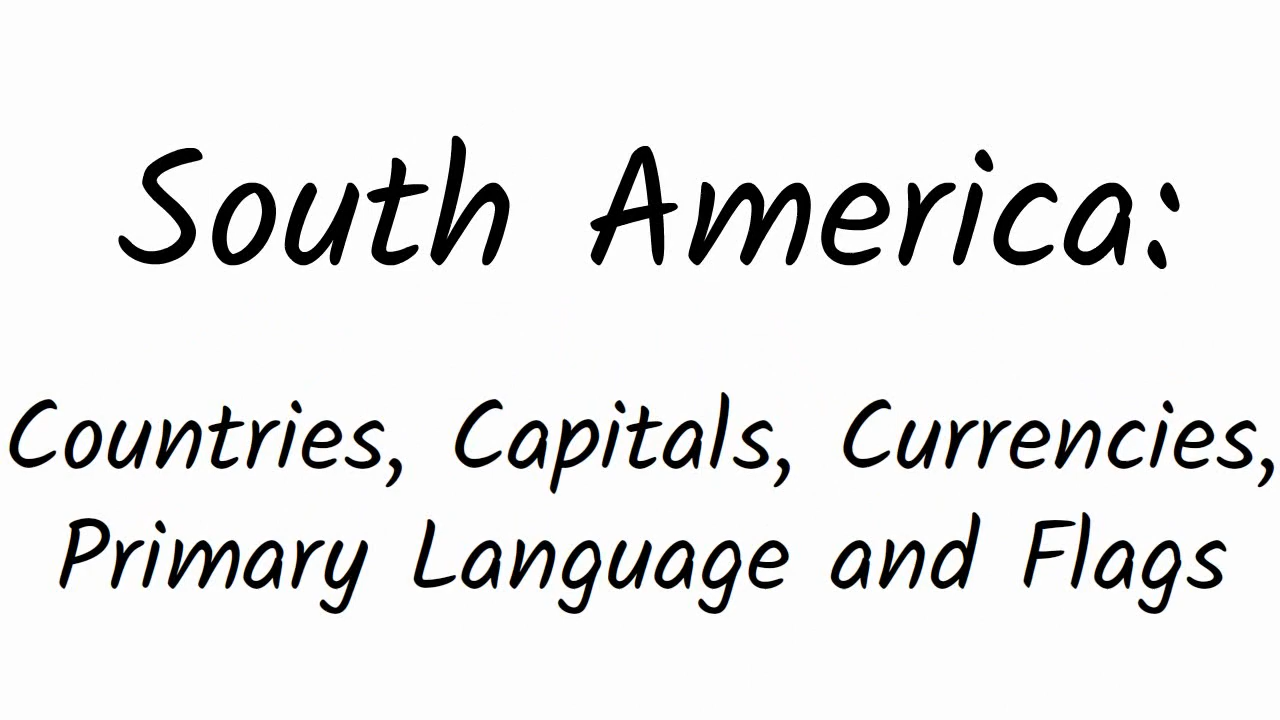 South America:
Countries, Capitals, Currencies,
Primary Language and Flags